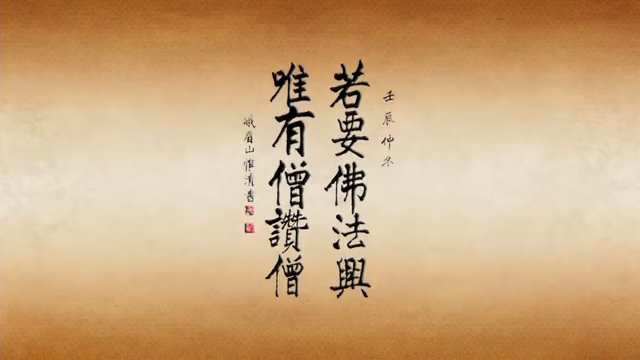 壬辰仲冬
若要佛法興
唯有僧讚僧
峨眉山惟清書